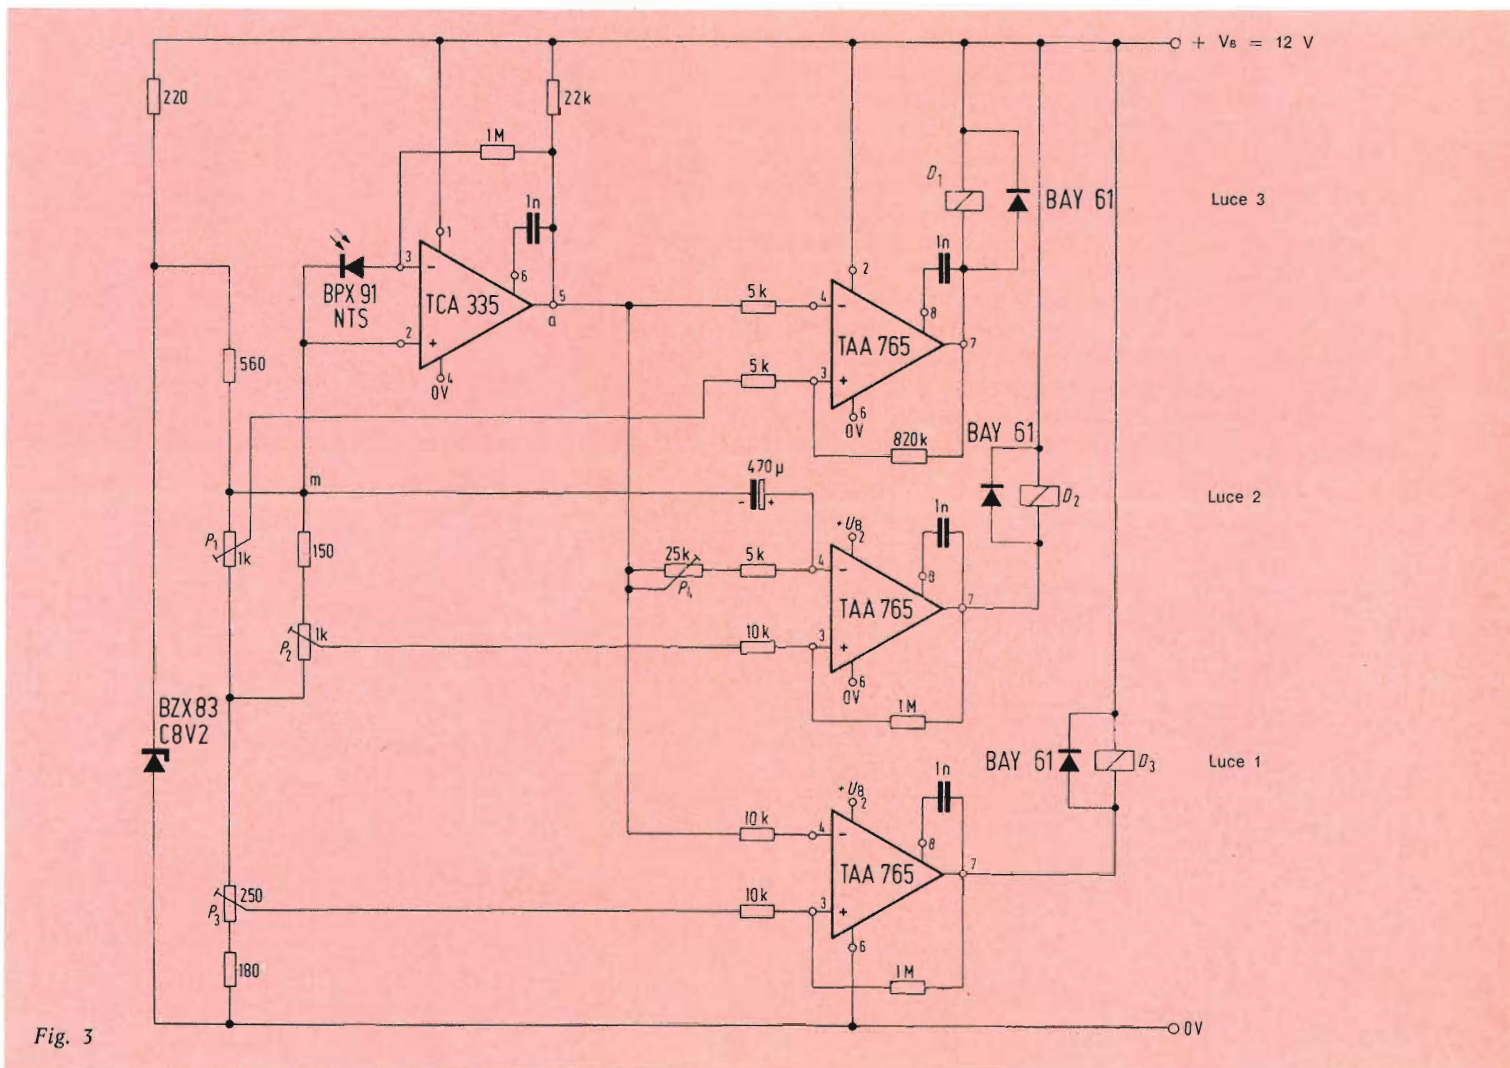 + VB = 12 V
220
22k
1M
1n
1
3
-
6
TCA 335
5
a
2
+
4
0V
BPX 91
NTS
560
m
P1
1k
150
P2
1k
BZX83
C8V2
P3
250
180
5k
4
-
2
TAA 765
8
7
5k
3
+
6
0V
820k
1n
D1
BAY 61
Luce 3
470 µ
-
+
25k
P4
5k
4
-
+UB
2
TAA 765
8
7
10k
3
+
6
0V
1M
1n
BAY 61
D2
Luce 2
10k
4
-
+UB
2
TAA 765
8
7
10k
3
+
6
1M
1n
BAY 61
D3
Luce 1
0V
Fig. 3